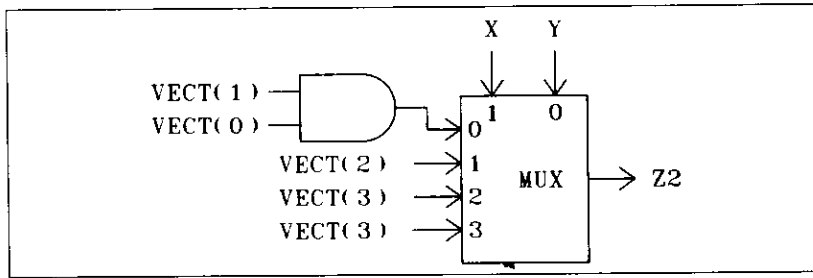 X Y
VECT(1)
VECT(0)
1 0
0
VECT(2) 1
MUX Z2
VECT(3) 2
VECT(3) 3